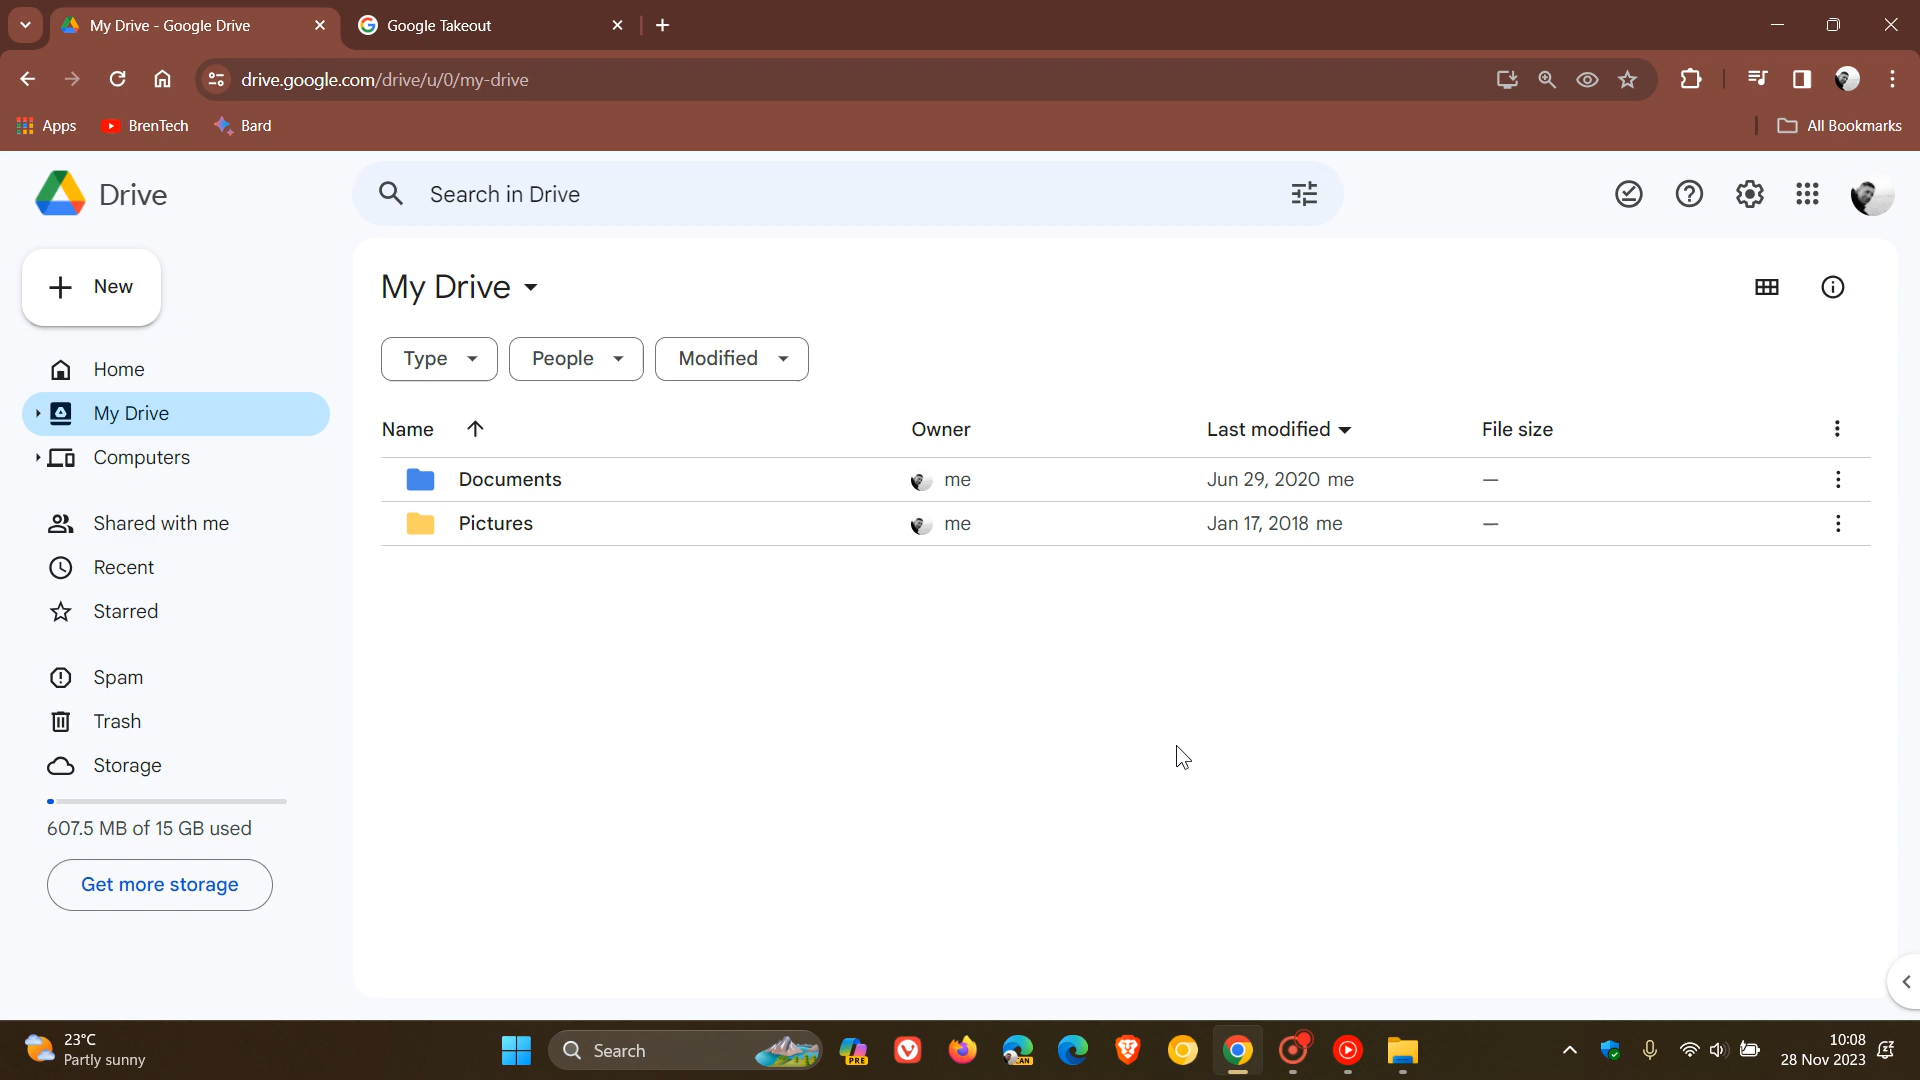 My Drive - Google Drive
Google Takeout
drive.google.com/drive/u/0/my-drive
Apps
BrenTech
Bard
All Bookmarks
Drive
Search in Drive
New
My Drive
Type
People
Modified
Home
My Drive
Computers
Shared with me
Recent
Starred
Spam
Trash
Storage
607.5 MB of 15 GB used
Get more storage
Name
Owner
Last modified
File size
Documents
me
Jun 29, 2020 me
—
Pictures
me
Jan 17, 2018 me
—
23°C
Partly sunny
Search
PRE
CAN
10:08
28 Nov 2023